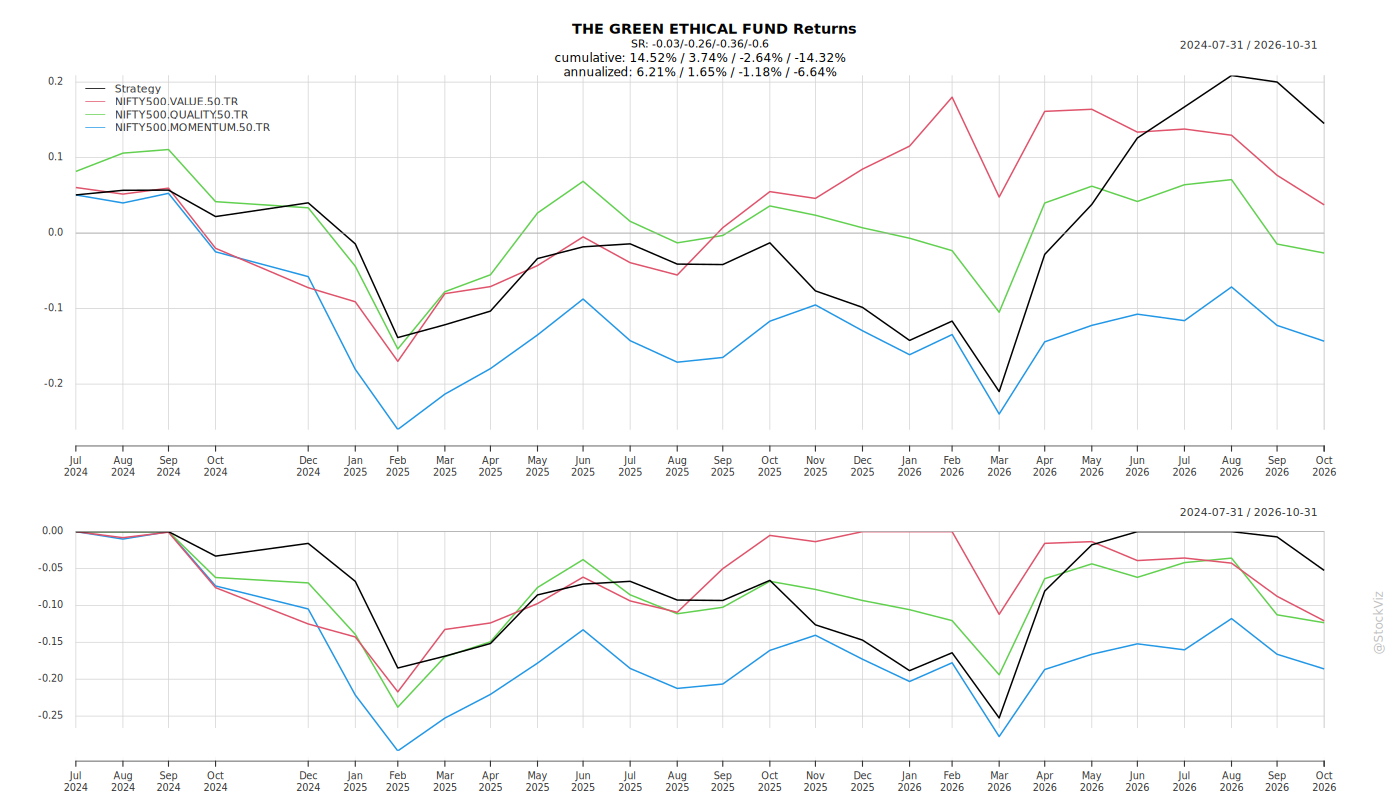 THE GREEN ETHICAL FUND Returns
SR: -0.03/-0.26/-0.36/-0.6
cumulative: 14.52% / 3.74% / -2.64% / -14.32%
annualized: 6.21% / 1.65% / -1.18% / -6.64%
2024-07-31 / 2026-10-31
Strategy
NIFTY500.VALUE.50.TR
NIFTY500.QUALITY.50.TR
NIFTY500.MOMENTUM.50.TR
0.2
0.1
0.0
-0.1
-0.2
Jul Aug Sep Oct Dec Jan Feb Mar Apr May Jun Jul Aug Sep Oct Nov Dec Jan Feb Mar Apr May Jun Jul Aug Sep Oct
2024 2024 2024 2024 2024 2025 2025 2025 2025 2025 2025 2025 2025 2025 2025 2025 2025 2026 2026 2026 2026 2026 2026 2026 2026 2026 2026
2024-07-31 / 2026-10-31
0.00
-0.05
-0.10
-0.15
-0.20
-0.25
Jul Aug Sep Oct Dec Jan Feb Mar Apr May Jun Jul Aug Sep Oct Nov Dec Jan Feb Mar Apr May Jun Jul Aug Sep Oct
2024 2024 2024 2024 2024 2025 2025 2025 2025 2025 2025 2025 2025 2025 2025 2025 2025 2026 2026 2026 2026 2026 2026 2026 2026 2026 2026
@StockViz